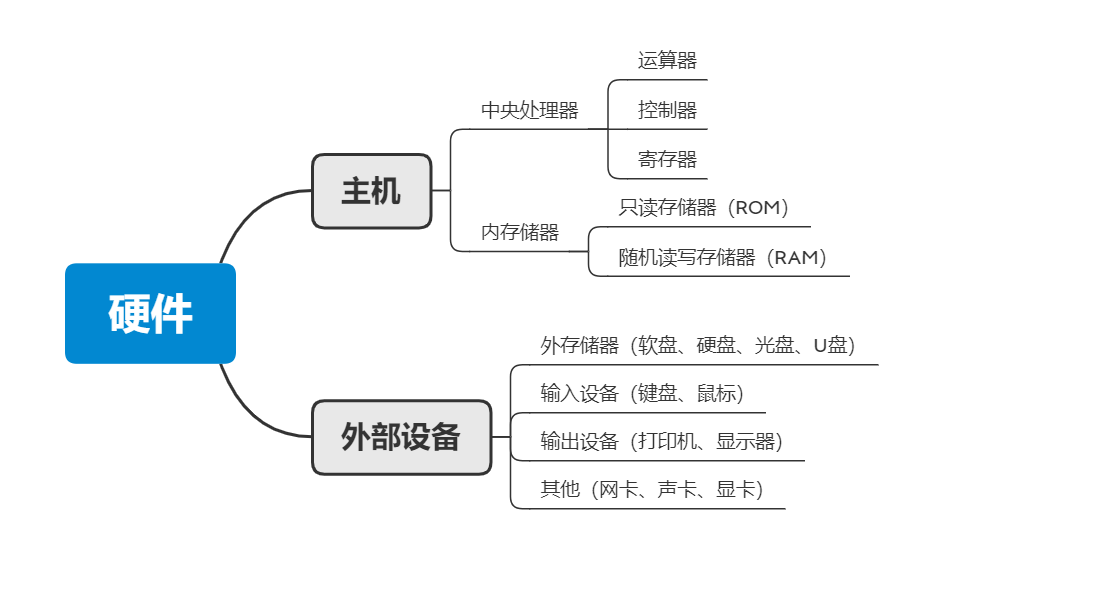 硬件
主机
中央处理器
运算器
控制器
寄存器
内存储器
只读存储器（ROM）
随机读写存储器（RAM）
外部设备
外存储器（软盘、硬盘、光盘、U盘）
输入设备（键盘、鼠标）
输出设备（打印机、显示器）
其他（网卡、声卡、显卡）